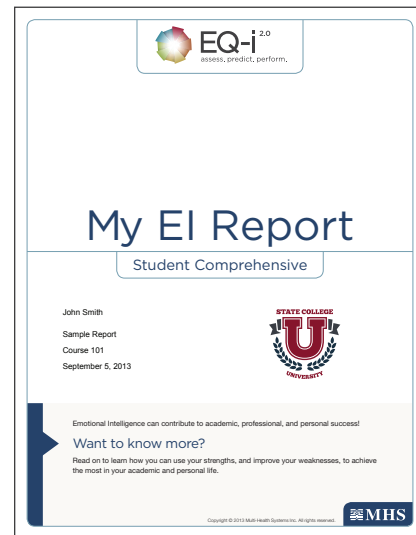 EQ-i 2.0
assess. predict. perform.
My EI Report
Student Comprehensive
John Smith
Sample Report
Course 101
September 5, 2013
STATE COLLEGE
U
UNIVERSITY
Emotional Intelligence can contribute to academic, professional, and personal success!
Want to know more?
Read on to learn how you can use your strengths, and improve your weaknesses, to achieve
the most in your academic and personal life.
Copyright © 2013 Multi-Health Systems Inc. All rights reserved.
MHS